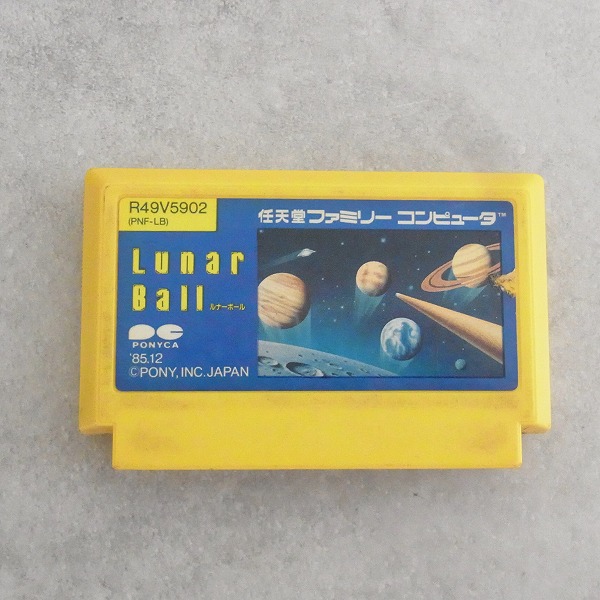 R49V5902
(PNF-LB)
任天堂 ファミリー コンピュータ™
Lunar
Ball ルナーボール
PONYCA
'85.12
©PONY, INC. JAPAN